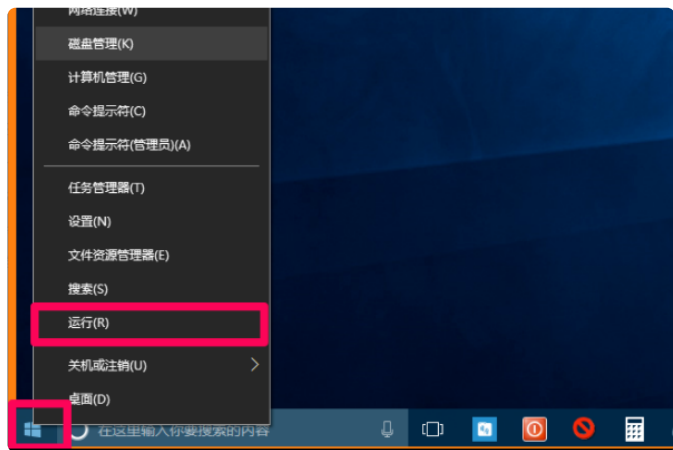 网络连接(W)
磁盘管理(K)
计算机管理(G)
命令提示符(C)
命令提示符(管理员)(A)
任务管理器(T)
设置(N)
文件资源管理器(E)
搜索(S)
运行(R)
关机或注销(U)
桌面(D)
在这里输入你要搜索的内容